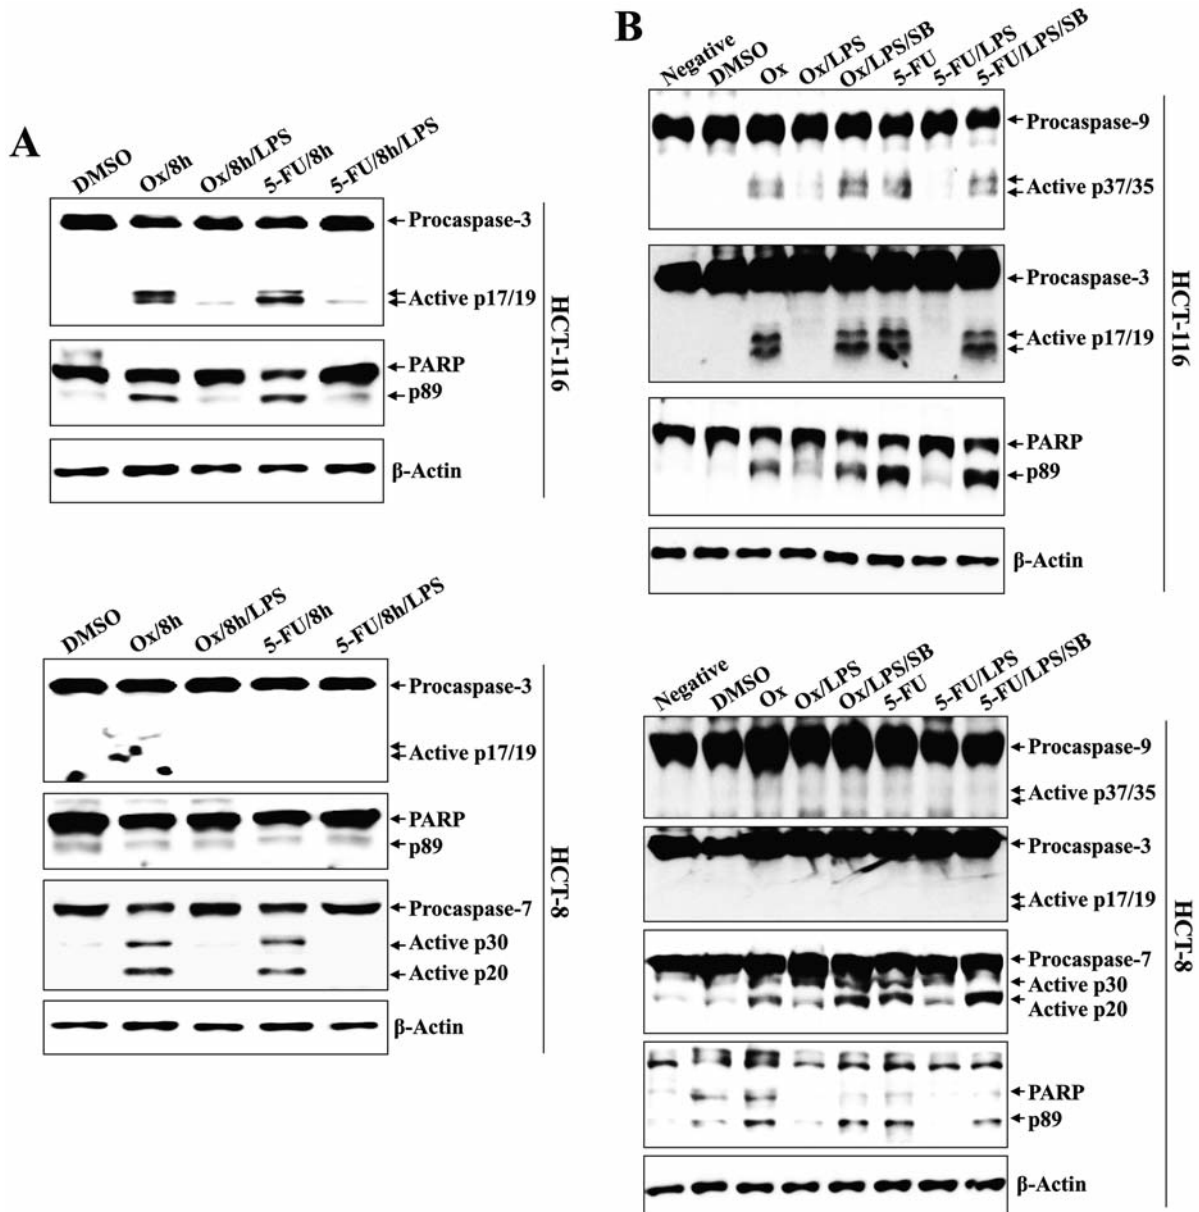 A
DMSO
Ox/8h
Ox/8h/LPS
5-FU/8h
5-FU/8h/LPS
Procaspase-3
Active p17/19
PARP
p89
β-Actin
HCT-116
DMSO
Ox/8h
Ox/8h/LPS
5-FU/8h
5-FU/8h/LPS
Procaspase-3
Active p17/19
PARP
p89
Procaspase-7
Active p30
Active p20
β-Actin
HCT-8
B
Negative
DMSO
Ox
Ox/LPS
Ox/LPS/SB
5-FU
5-FU/LPS
5-FU/LPS/SB
Procaspase-9
Active p37/35
Procaspase-3
Active p17/19
PARP
p89
β-Actin
HCT-116
Negative
DMSO
Ox
Ox/LPS
Ox/LPS/SB
5-FU
5-FU/LPS
5-FU/LPS/SB
Procaspase-9
Active p37/35
Procaspase-3
Active p17/19
Procaspase-7
Active p30
Active p20
PARP
p89
β-Actin
HCT-8